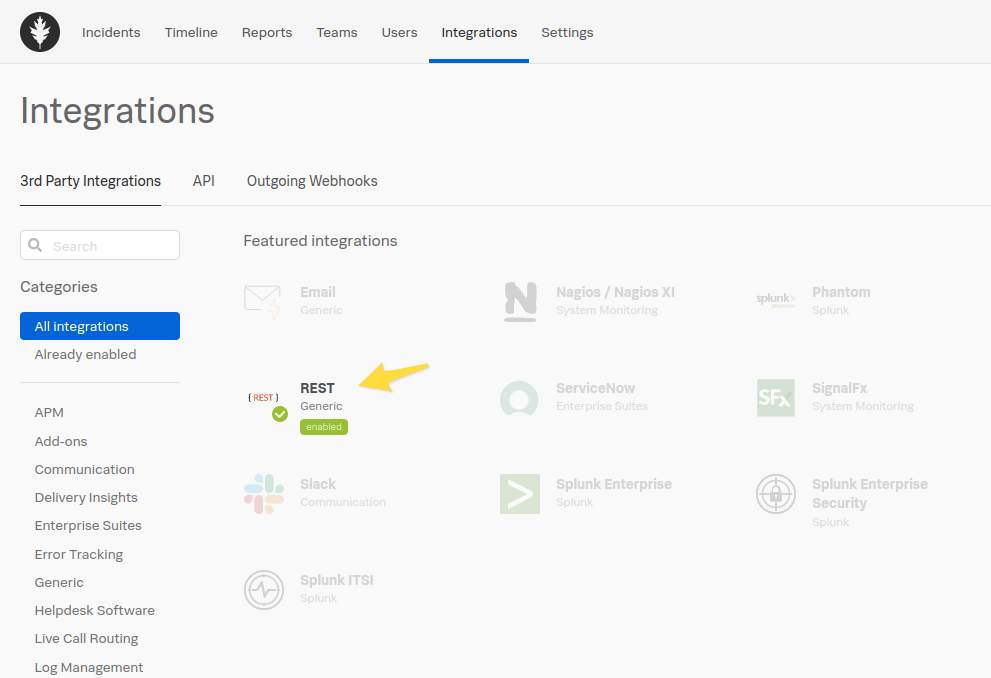 Incidents Timeline Reports Teams Users Integrations Settings
Integrations
3rd Party Integrations API Outgoing Webhooks
Search
Categories
All integrations
Already enabled
APM
Add-ons
Communication
Delivery Insights
Enterprise Suites
Error Tracking
Generic
Helpdesk Software
Live Call Routing
Log Management
Featured integrations
Email
Generic
N
Nagios / Nagios XI
System Monitoring
splunk>
Phantom
Splunk
{ REST }
REST
Generic
enabled
ServiceNow
Enterprise Suites
SFx
SignalFx
System Monitoring
Slack
Communication
>
Splunk Enterprise
Splunk
Splunk Enterprise
Security
Splunk
Splunk ITSI
Splunk